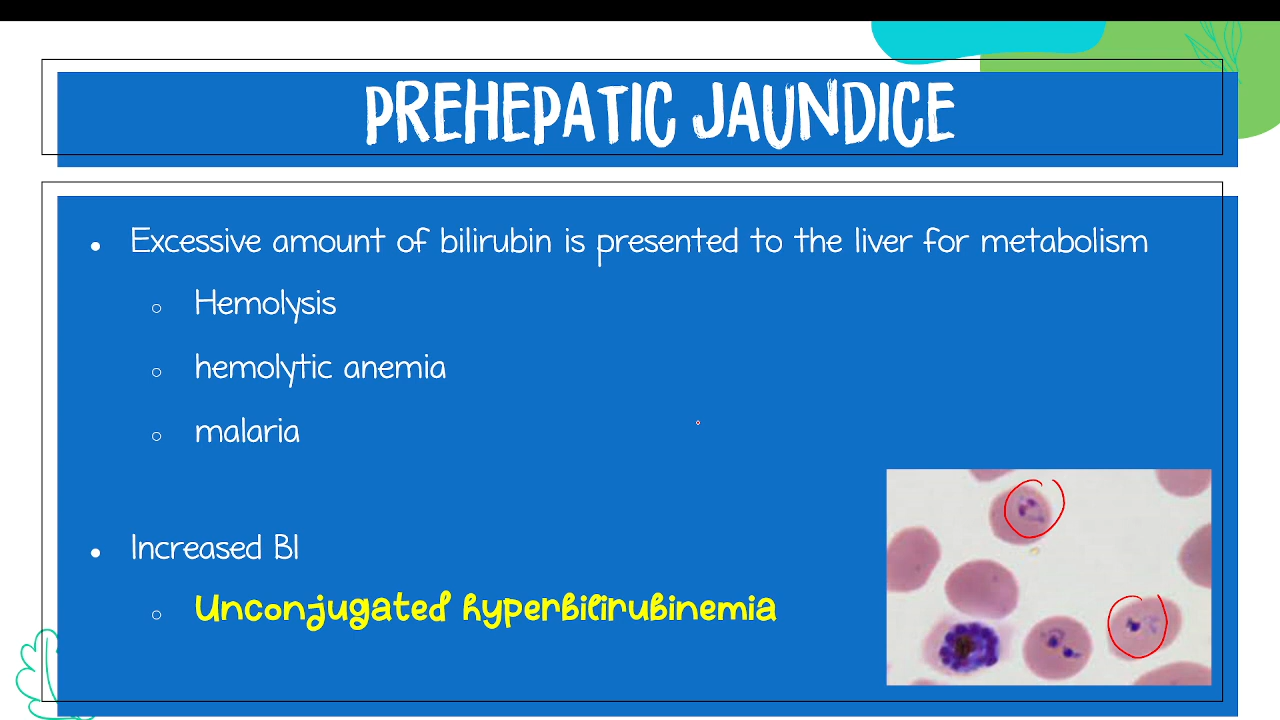 PREHEPATIC JAUNDICE
Excessive amount of bilirubin is presented to the liver for metabolism
Hemolysis
hemolytic anemia
malaria
Increased B1
Unconjugated hyperbilirubinemia